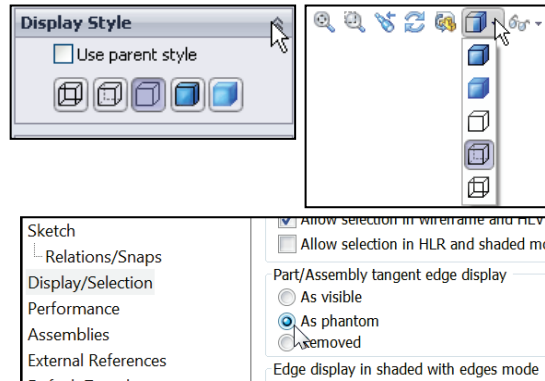 Display Style
Use parent style
Sketch
Relations/Snaps
Display/Selection
Performance
Assemblies
External References
Allow selection in wireframe and HLV
Allow selection in HLR and shaded mo
Part/Assembly tangent edge display
As visible
As phantom
Removed
Edge display in shaded with edges mode